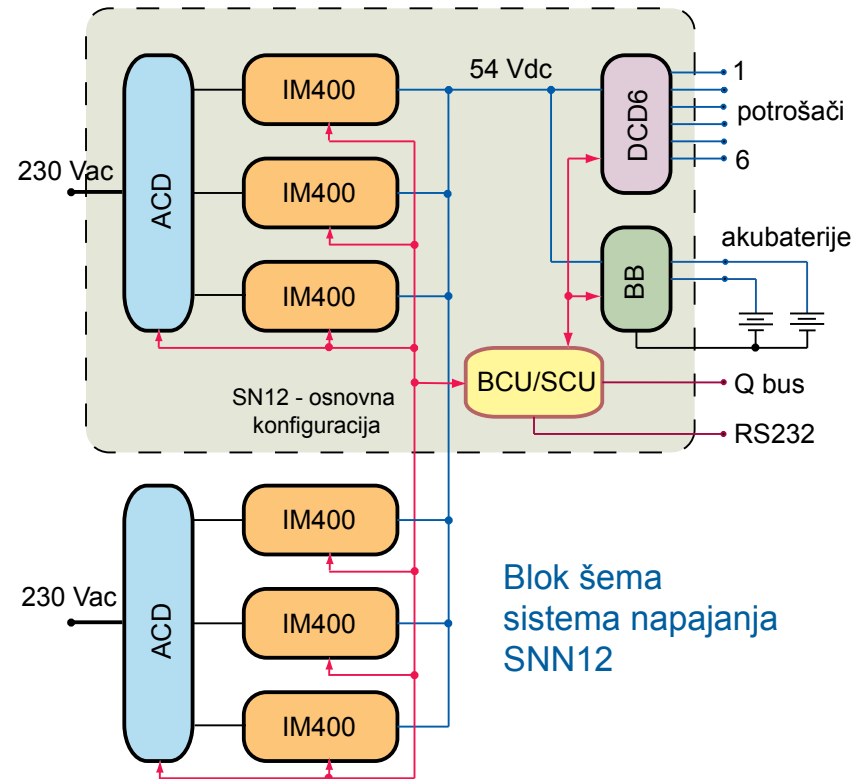 230 Vac
ACD
IM400
IM400
IM400
54 Vdc
DCD6
1
potrošači
6
BB
akubaterije
BCU/SCU
Q bus
RS232
SN12 - osnovna
konfiguracija
230 Vac
ACD
IM400
IM400
IM400
Blok šema
sistema napajanja
SNN12